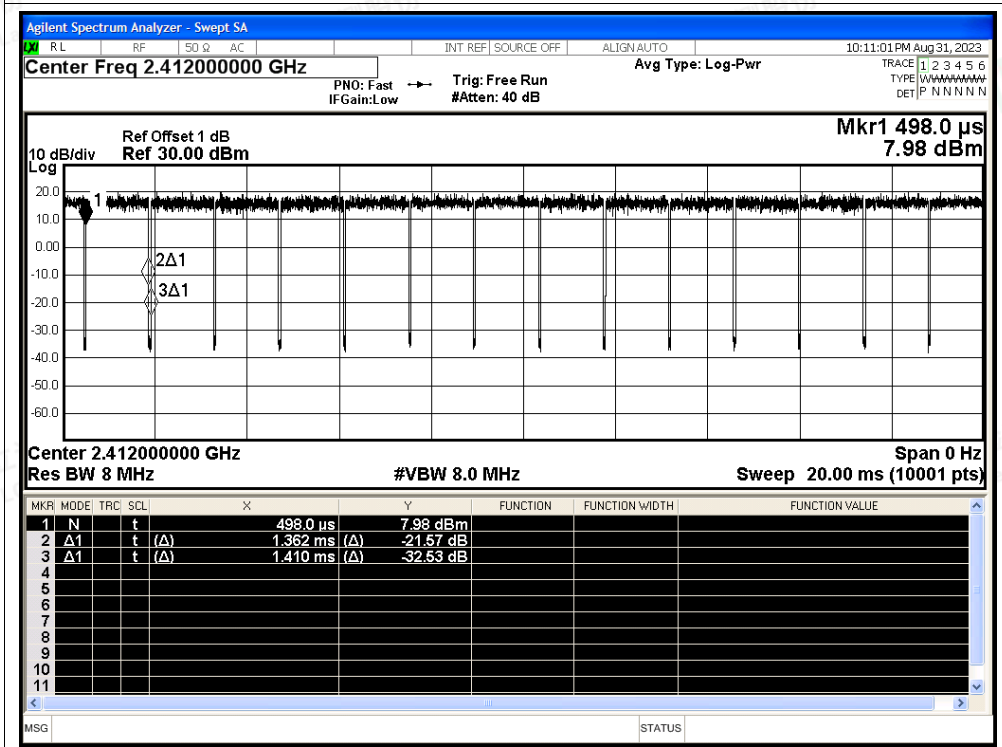 Agilent Spectrum Analyzer - Swept SA
LXI RL RF 50 Ω AC INT REF SOURCE OFF ALIGN AUTO 10:11:01 PM Aug 31, 2023
Center Freq 2.412000000 GHz Avg Type: Log-Pwr TRACE 1 2 3 4 5 6
PNO: Fast Trig: Free Run TYPE WWWWWW
IFGain:Low #Atten: 40 dB DET P N N N N N
Mkr1 498.0 µs
Ref Offset 1 dB
10 dB/div Ref 30.00 dBm 7.98 dBm
Log
20.0
1
10.0
0.00
2Δ1
-10.0
3Δ1
-20.0
-30.0
-40.0
-50.0
-60.0
Center 2.412000000 GHz Span 0 Hz
Res BW 8 MHz #VBW 8.0 MHz Sweep 20.00 ms (10001 pts)
MKR MODE TRC SCL X Y FUNCTION FUNCTION WIDTH FUNCTION VALUE
1 N t 498.0 µs 7.98 dBm
2 Δ1 t (Δ) 1.362 ms (Δ) -21.57 dB
3 Δ1 t (Δ) 1.410 ms (Δ) -32.53 dB
4
5
6
7
8
9
10
11
MSG STATUS